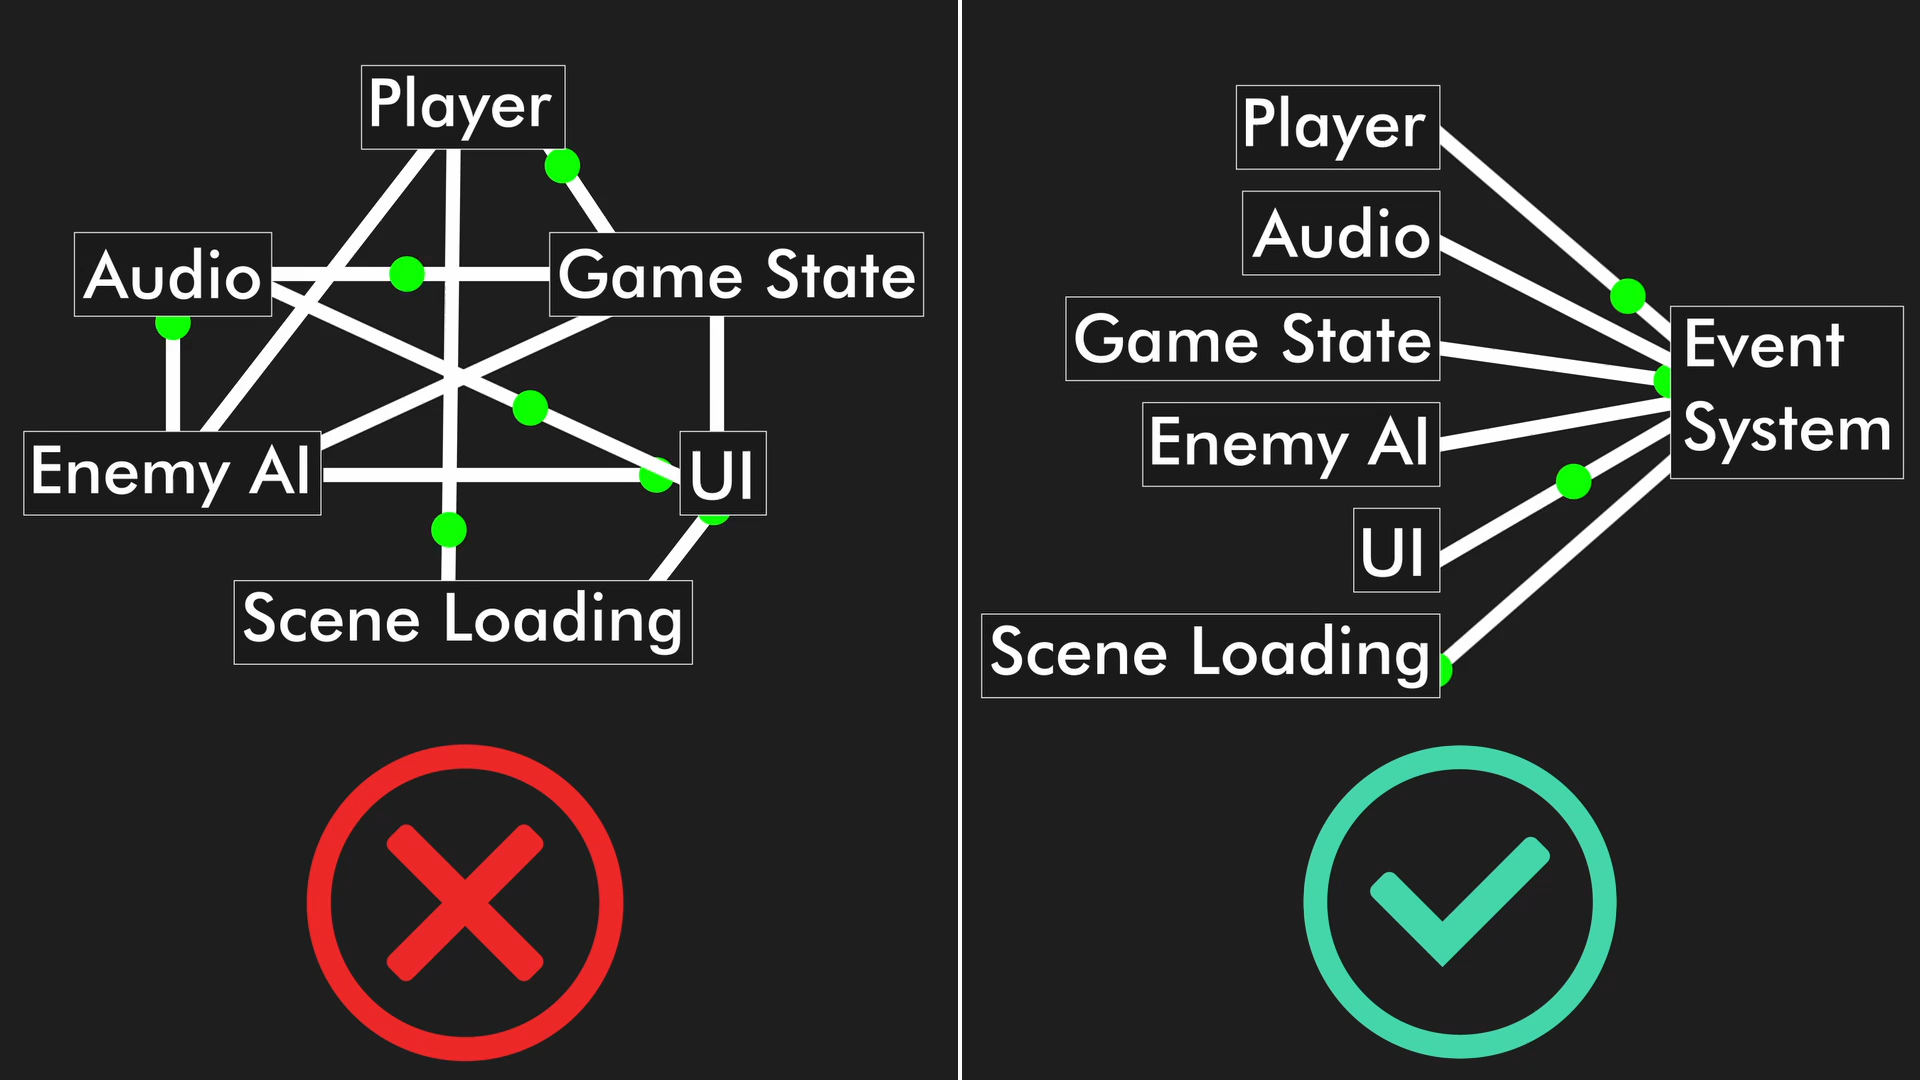 Player
Audio
Game State
Enemy AI
UI
Scene Loading
Player
Audio
Game State
Enemy AI
UI
Scene Loading
Event
System